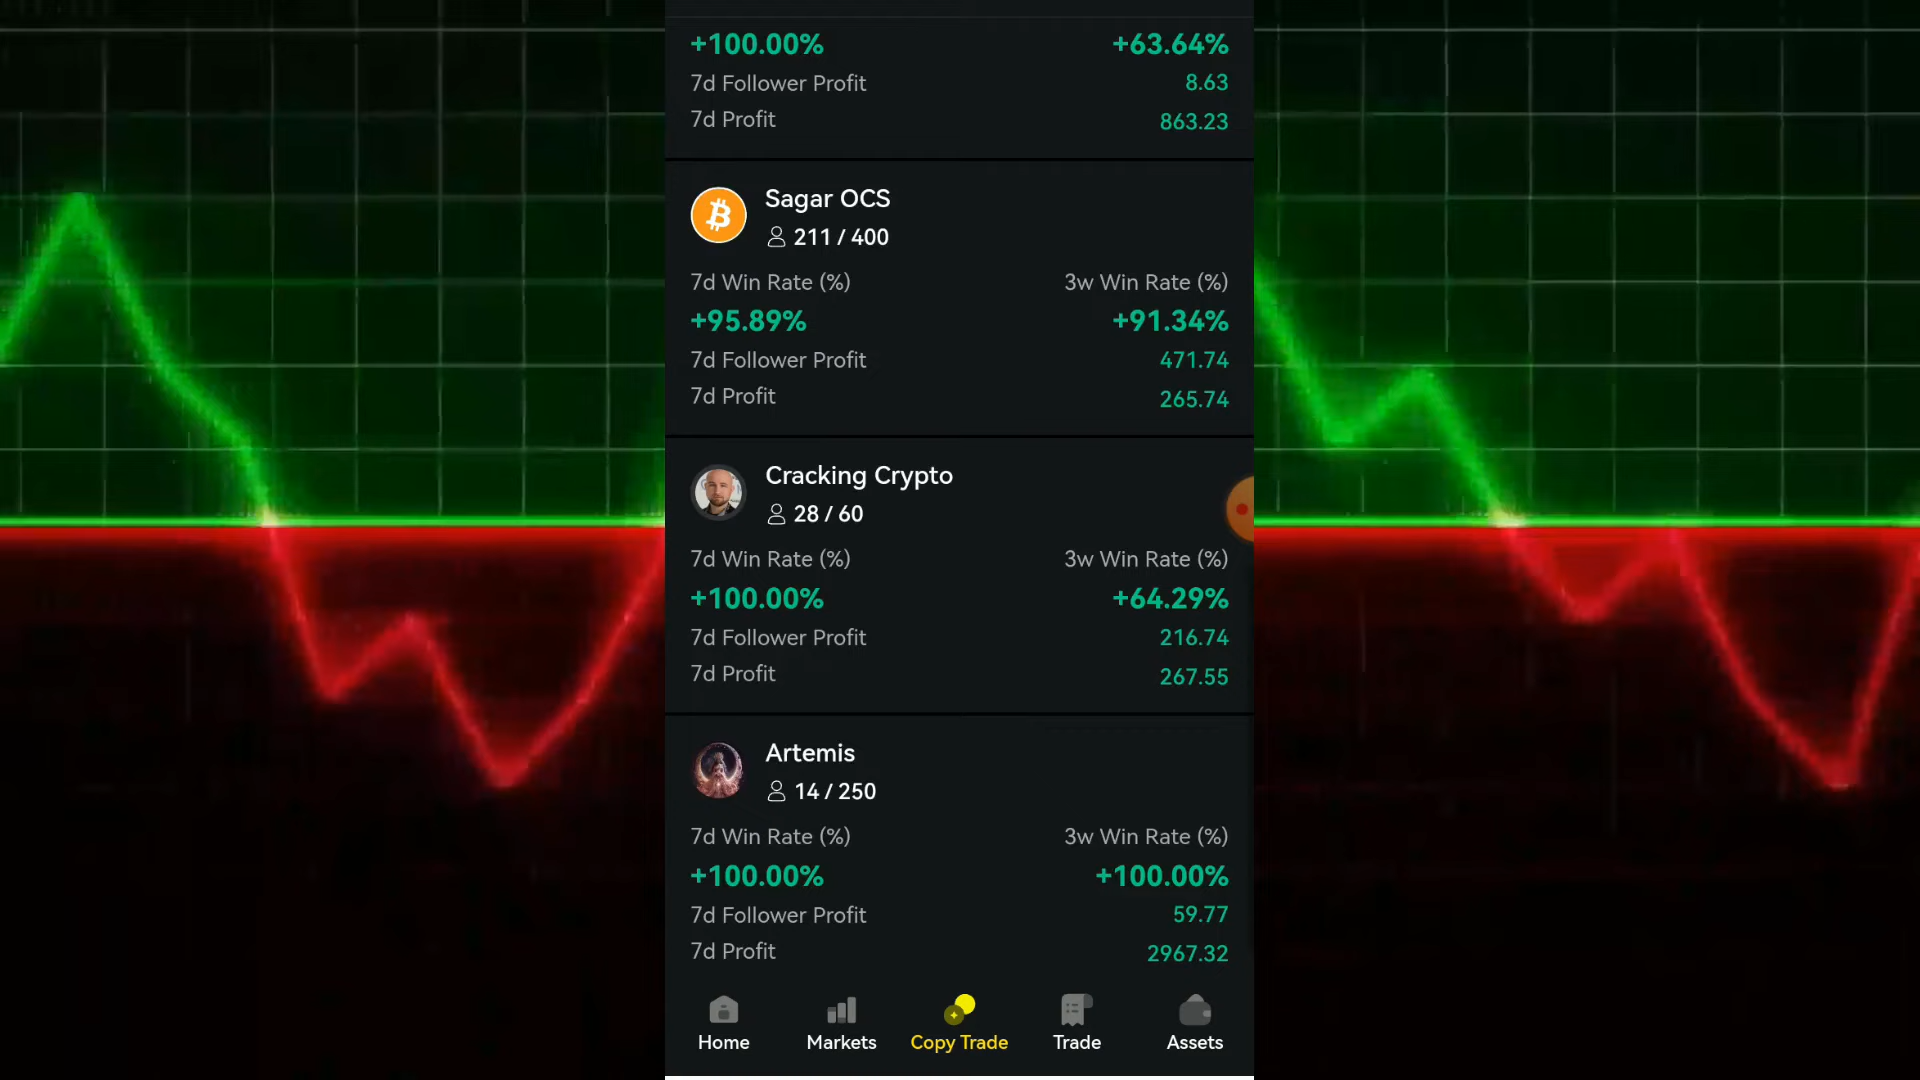 +100.00% +63.64%
7d Follower Profit 8.63
7d Profit 863.23
Sagar OCS
211 / 400
7d Win Rate (%) 3w Win Rate (%)
+95.89% +91.34%
7d Follower Profit 471.74
7d Profit 265.74
Cracking Crypto
28 / 60
7d Win Rate (%) 3w Win Rate (%)
+100.00% +64.29%
7d Follower Profit 216.74
7d Profit 267.55
Artemis
14 / 250
7d Win Rate (%) 3w Win Rate (%)
+100.00% +100.00%
7d Follower Profit 59.77
7d Profit 2967.32
Home Markets Copy Trade Trade Assets